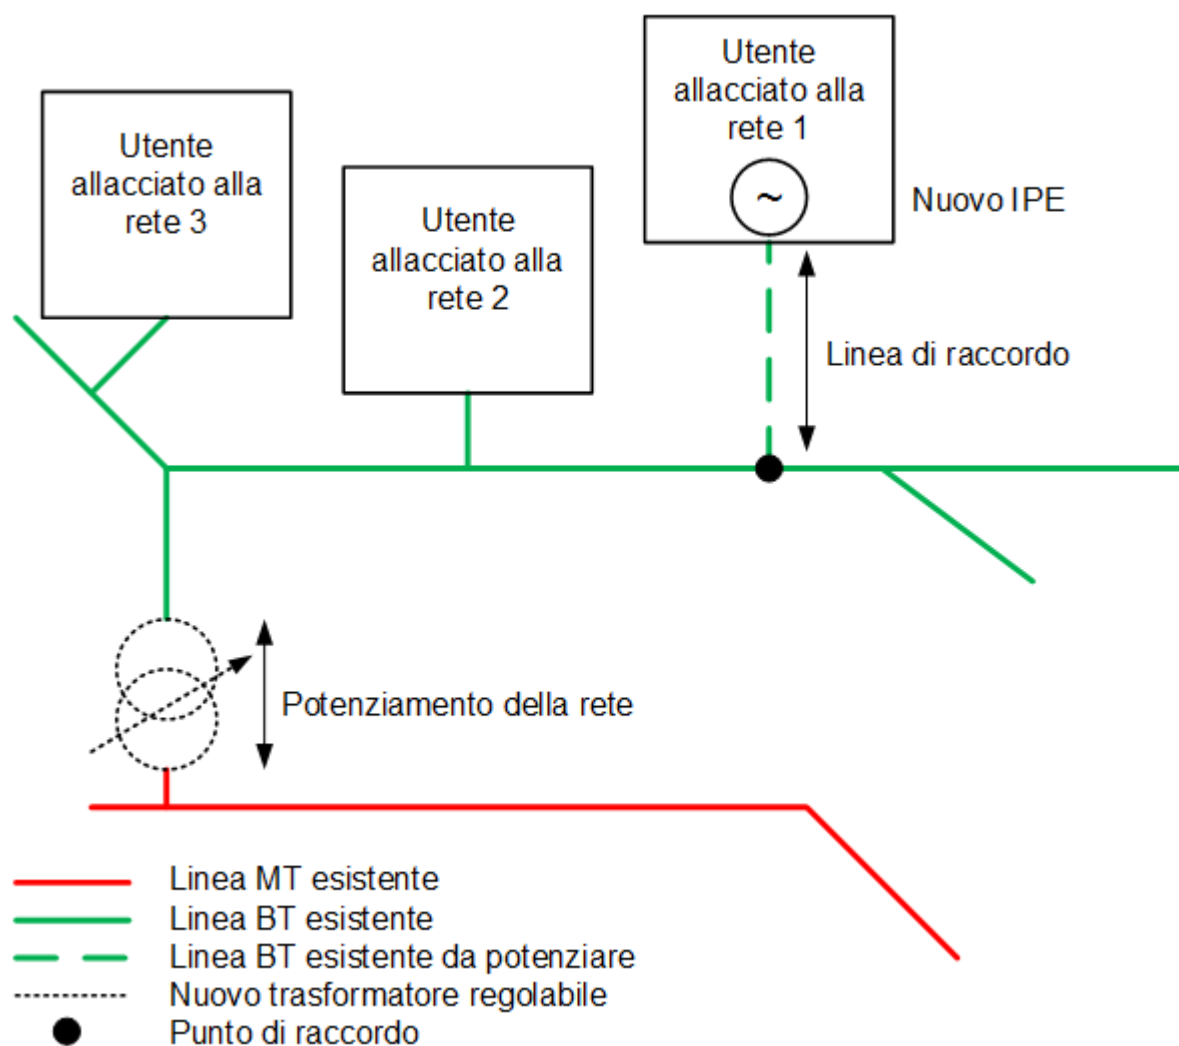 Utente
allacciato alla
rete 1
Utente
allacciato alla
rete 3
Utente
allacciato alla
rete 2
~
Nuovo IPE
Linea di raccordo
Potenziamento della rete
Linea MT esistente
Linea BT esistente
Linea BT esistente da potenziare
Nuovo trasformatore regolabile
Punto di raccordo